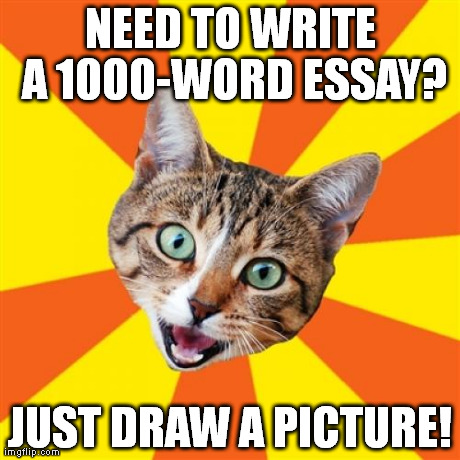 NEED TO WRITE
A 1000-WORD ESSAY?
JUST DRAW A PICTURE!
imgflip.com